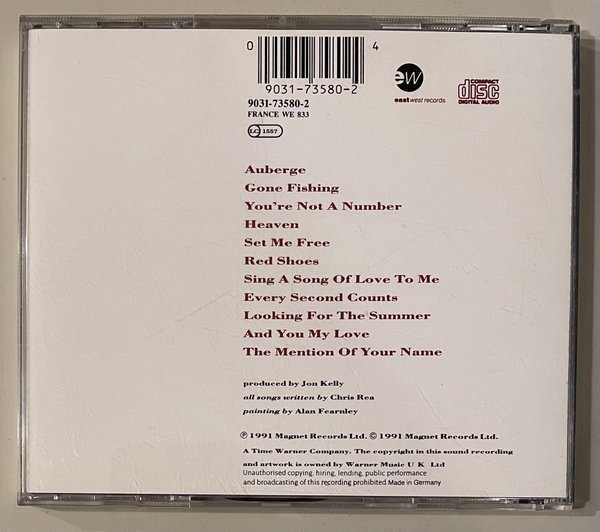 0 4
9031-73580-2
9031-73580-2
FRANCE WE 833
LC 1557
ew
eastwest records
COMPACT
disc
DIGITAL AUDIO
Auberge
Gone Fishing
You're Not A Number
Heaven
Set Me Free
Red Shoes
Sing A Song Of Love To Me
Every Second Counts
Looking For The Summer
And You My Love
The Mention Of Your Name
produced by Jon Kelly
all songs written by Chris Rea
painting by Alan Fearnley
℗ 1991 Magnet Records Ltd. © 1991 Magnet Records Ltd.
A Time Warner Company. The copyright in this sound recording
and artwork is owned by Warner Music U K Ltd
Unauthorised copying, hiring, lending, public performance
and broadcasting of this recording prohibited. Made in Germany